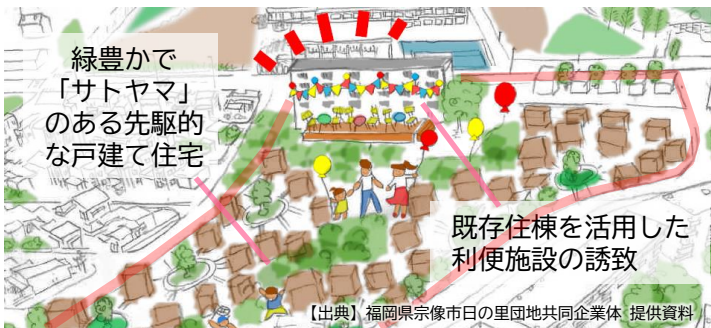 緑豊かで
「サトヤマ」
のある先駆的
な戸建て住宅
既存住棟を活用した
利便施設の誘致
【出典】福岡県宗像市日の里団地共同企業体 提供資料